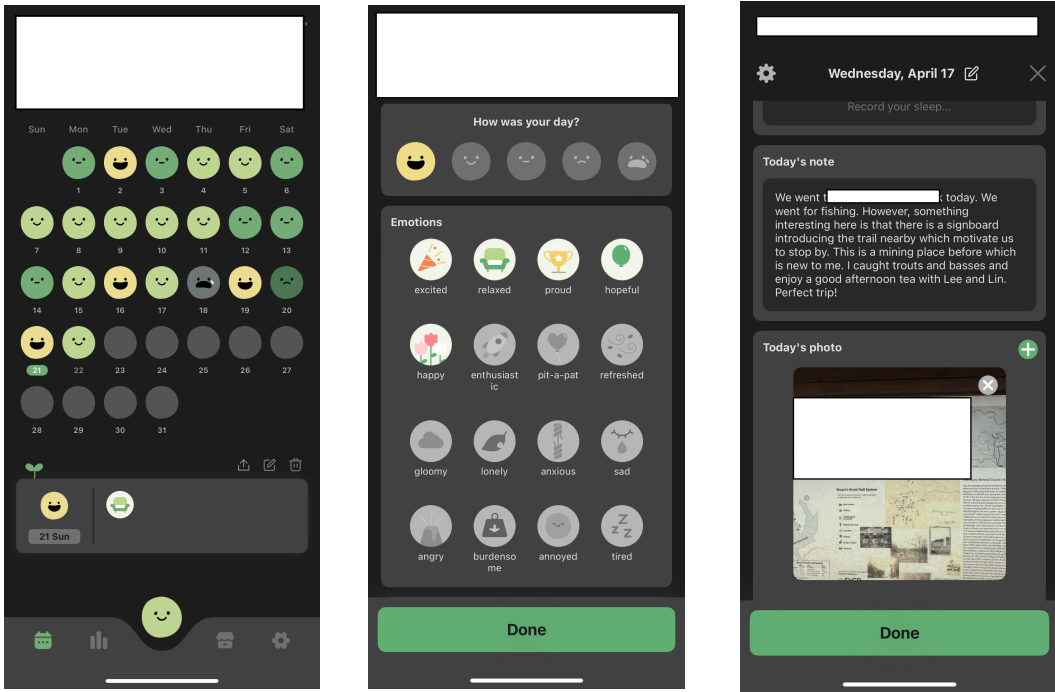 Sun Mon Tue Wed Thu Fri Sat
1 2 3 4 5 6
7 8 9 10 11 12 13
14 15 16 17 18 19 20
21 22 23 24 25 26 27
28 29 30 31
21 Sun
How was your day?
Emotions
excited relaxed proud hopeful
happy enthusiast pit-a-pat refreshed
ic
gloomy lonely anxious sad
angry burdenso annoyed tired
me
Done
Wednesday, April 17
Record your sleep...
Today's note
We went t k today. We
went for fishing. However, something
interesting here is that there is a signboard
introducing the trail nearby which motivate us
to stop by. This is a mining place before which
is new to me. I caught trouts and basses and
enjoy a good afternoon tea with Lee and Lin.
Perfect trip!
Today's photo
Done